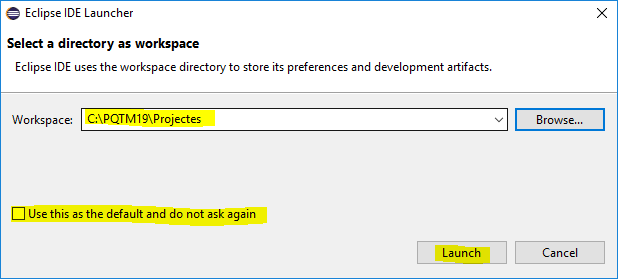 Eclipse IDE Launcher
Select a directory as workspace
Eclipse IDE uses the workspace directory to store its preferences and development artifacts.
Workspace: C:\PQTM19\Projectes Browse...
Use this as the default and do not ask again
Launch Cancel